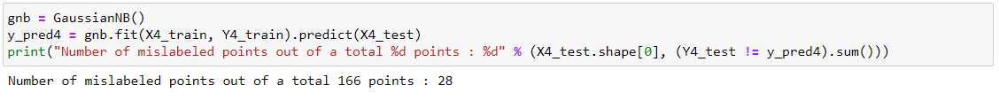 gnb = GaussianNB()
y_pred4 = gnb.fit(X4_train, Y4_train).predict(X4_test)
print("Number of mislabeled points out of a total %d points : %d" % (X4_test.shape[0], (Y4_test != y_pred4).sum()))
Number of mislabeled points out of a total 166 points : 28